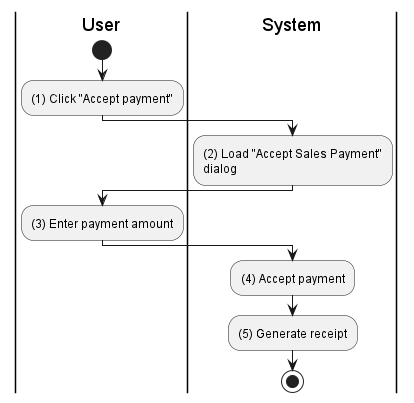 User
System
(1) Click "Accept payment"
(2) Load "Accept Sales Payment"
dialog
(3) Enter payment amount
(4) Accept payment
(5) Generate receipt